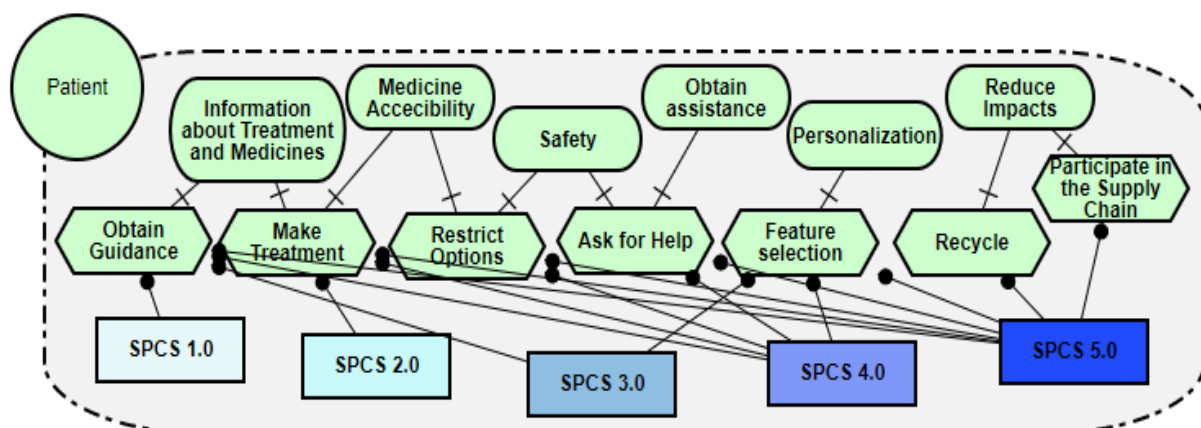 Patient
Information
about Treatment
and Medicines
Medicine
Accecibility
Safety
Obtain
assistance
Personalization
Reduce
Impacts
Participate in
the Supply
Chain
Obtain
Guidance
Make
Treatment
Restrict
Options
Ask for Help
Feature
selection
Recycle
SPCS 1.0
SPCS 2.0
SPCS 3.0
SPCS 4.0
SPCS 5.0